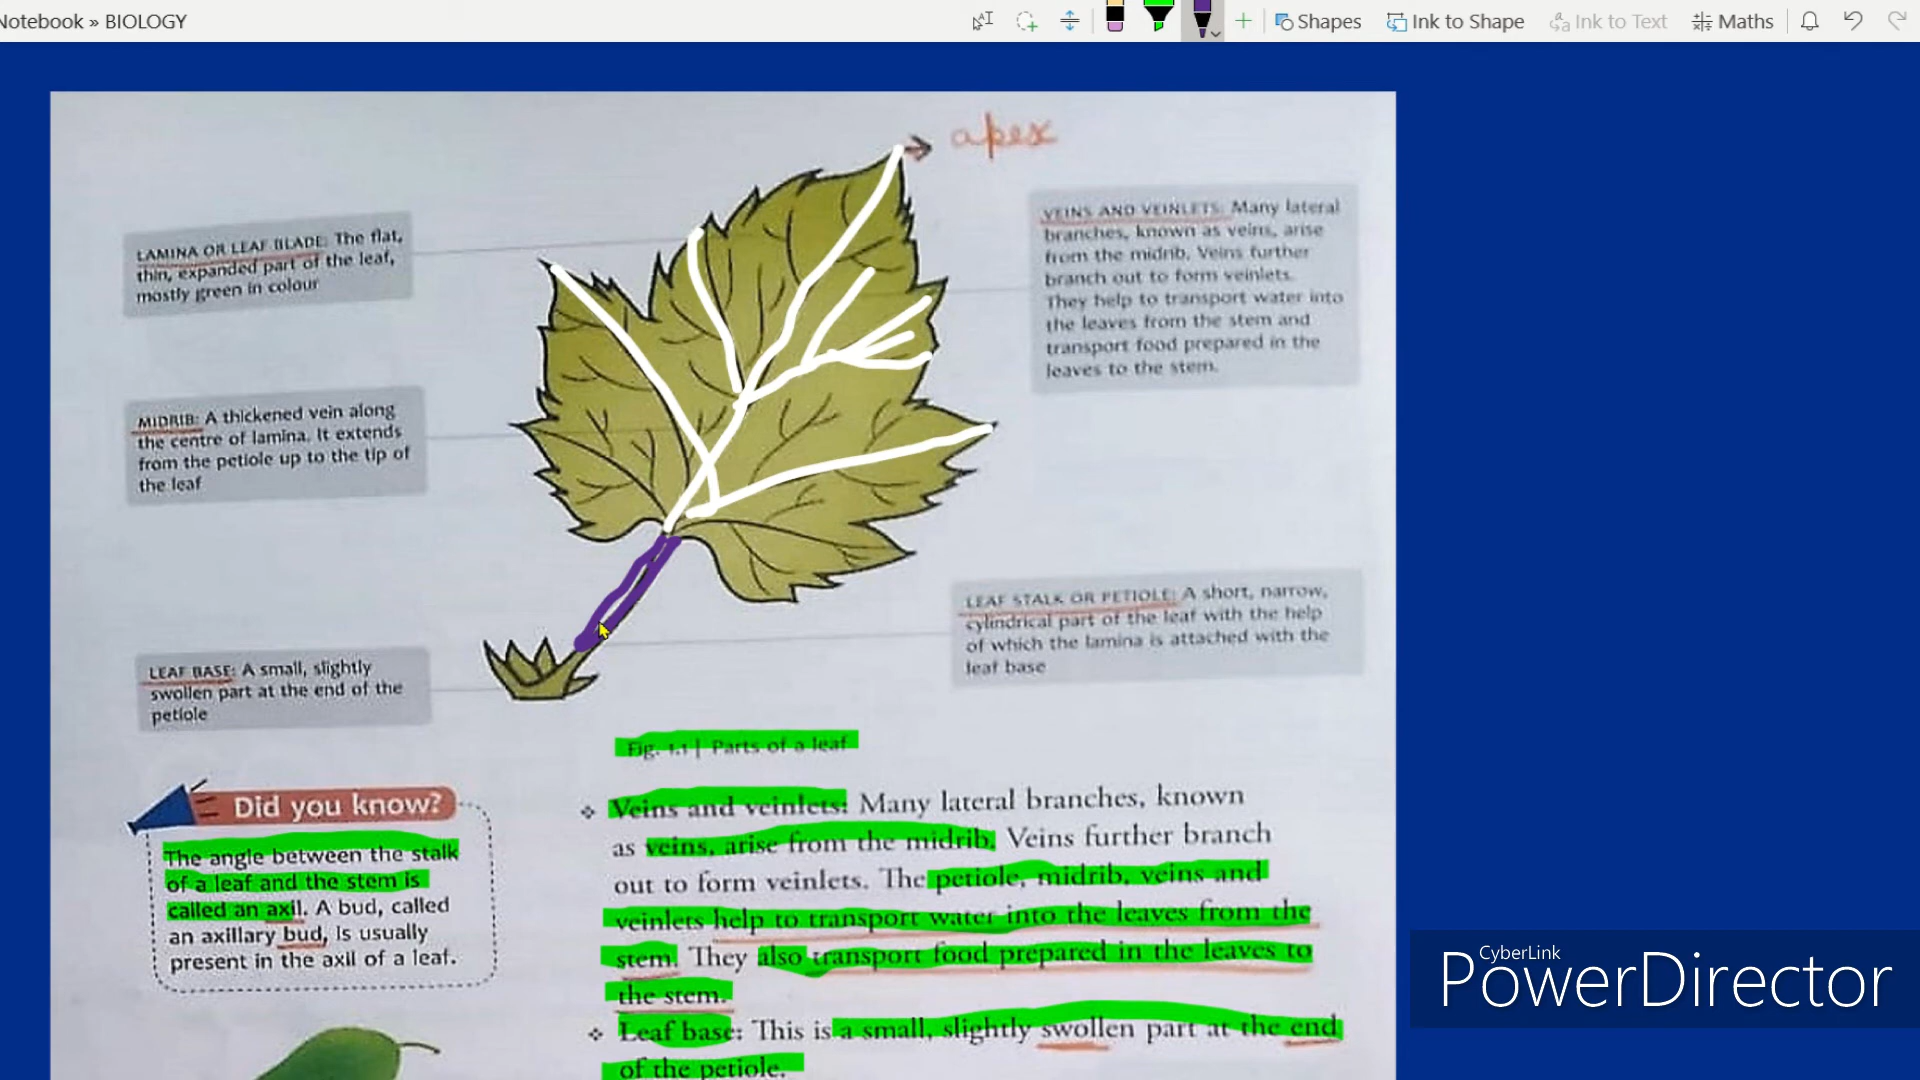 Notebook » BIOLOGY
Shapes
Ink to Shape
Ink to Text
Maths
apex
LAMINA OR LEAF BLADE: The flat,
thin, expanded part of the leaf,
mostly green in colour
VEINS AND VEINLETS: Many lateral
branches, known as veins, arise
from the midrib. Veins further
branch out to form veinlets.
They help to transport water into
the leaves from the stem and
transport food prepared in the
leaves to the stem.
MIDRIB: A thickened vein along
the centre of lamina. It extends
from the petiole up to the tip of
the leaf
LEAF STALK OR PETIOLE: A short, narrow,
cylindrical part of the leaf with the help
of which the lamina is attached with the
leaf base
LEAF BASE: A small, slightly
swollen part at the end of the
petiole
Fig. 1.1 | Parts of a leaf
Did you know?
The angle between the stalk
of a leaf and the stem is
called an axil. A bud, called
an axillary bud, is usually
present in the axil of a leaf.
❖ Veins and veinlets: Many lateral branches, known
as veins, arise from the midrib. Veins further branch
out to form veinlets. The petiole, midrib, veins and
veinlets help to transport water into the leaves from the
stem. They also transport food prepared in the leaves to
the stem.
❖ Leaf base: This is a small, slightly swollen part at the end
of the petiole.
CyberLink
PowerDirector